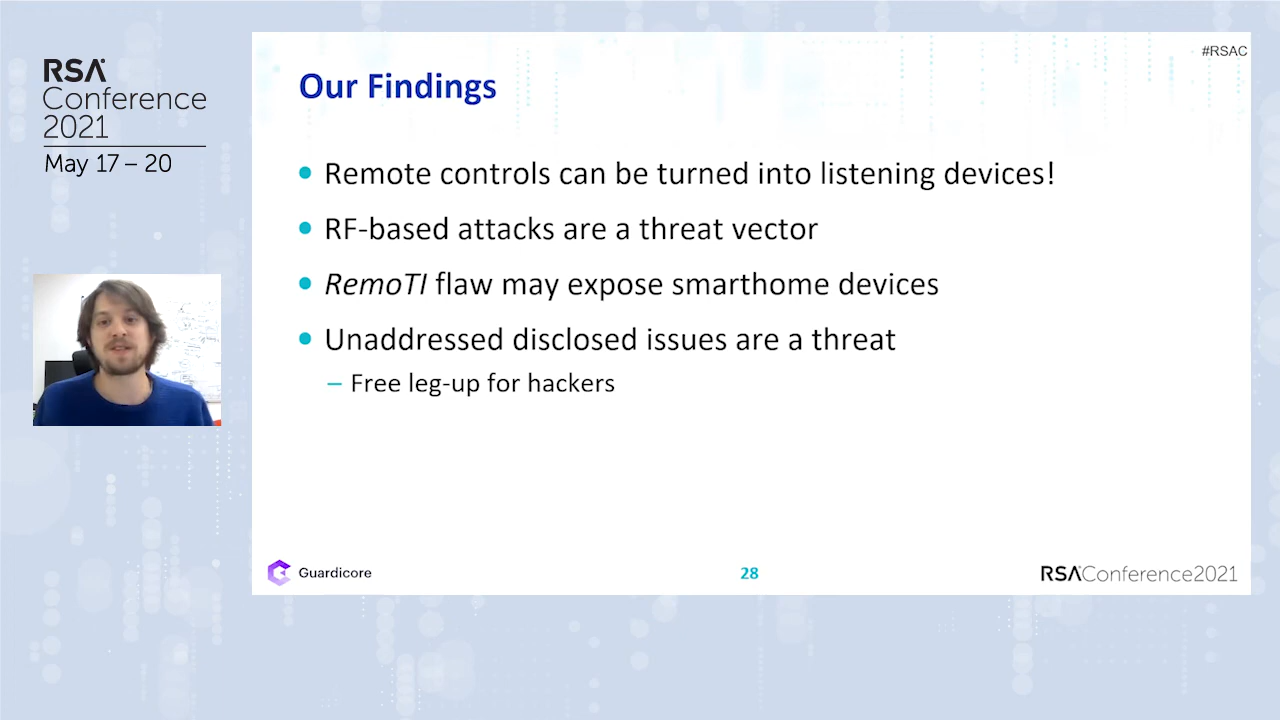 RSA
Conference
2021
May 17 – 20
#RSAC
Our Findings
• Remote controls can be turned into listening devices!
• RF-based attacks are a threat vector
• RemoTI flaw may expose smarthome devices
• Unaddressed disclosed issues are a threat
– Free leg-up for hackers
Guardicore
28
RSAConference2021